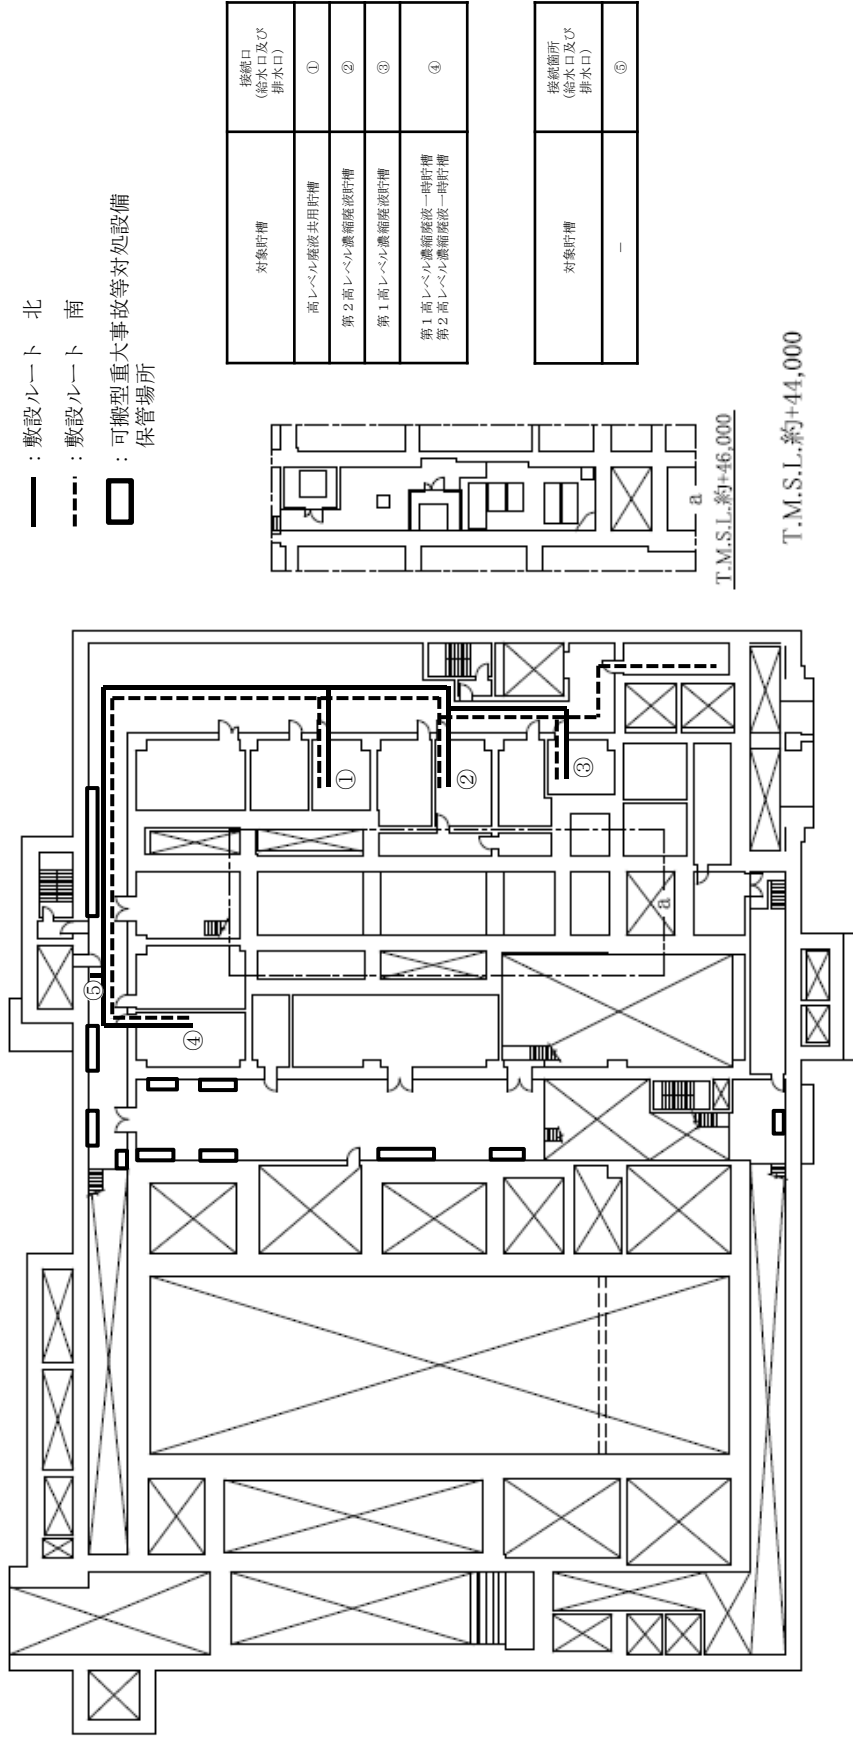 ：敷設ルート　北
：敷設ルート　南
：可搬型重大事故等対処設備
保管場所
対象貯槽
接続口
(給水口及び
排水口)
高レベル廃液共用貯槽
①
第２高レベル濃縮廃液貯槽
②
第１高レベル濃縮廃液貯槽
③
第１高レベル濃縮廃液一時貯槽
第２高レベル濃縮廃液一時貯槽
④
対象貯槽
接続箇所
(給水口及び
排水口)
－
⑤
a
T.M.S.L.約+46,000
T.M.S.L.約+44,000
①
②
③
④
⑤
a